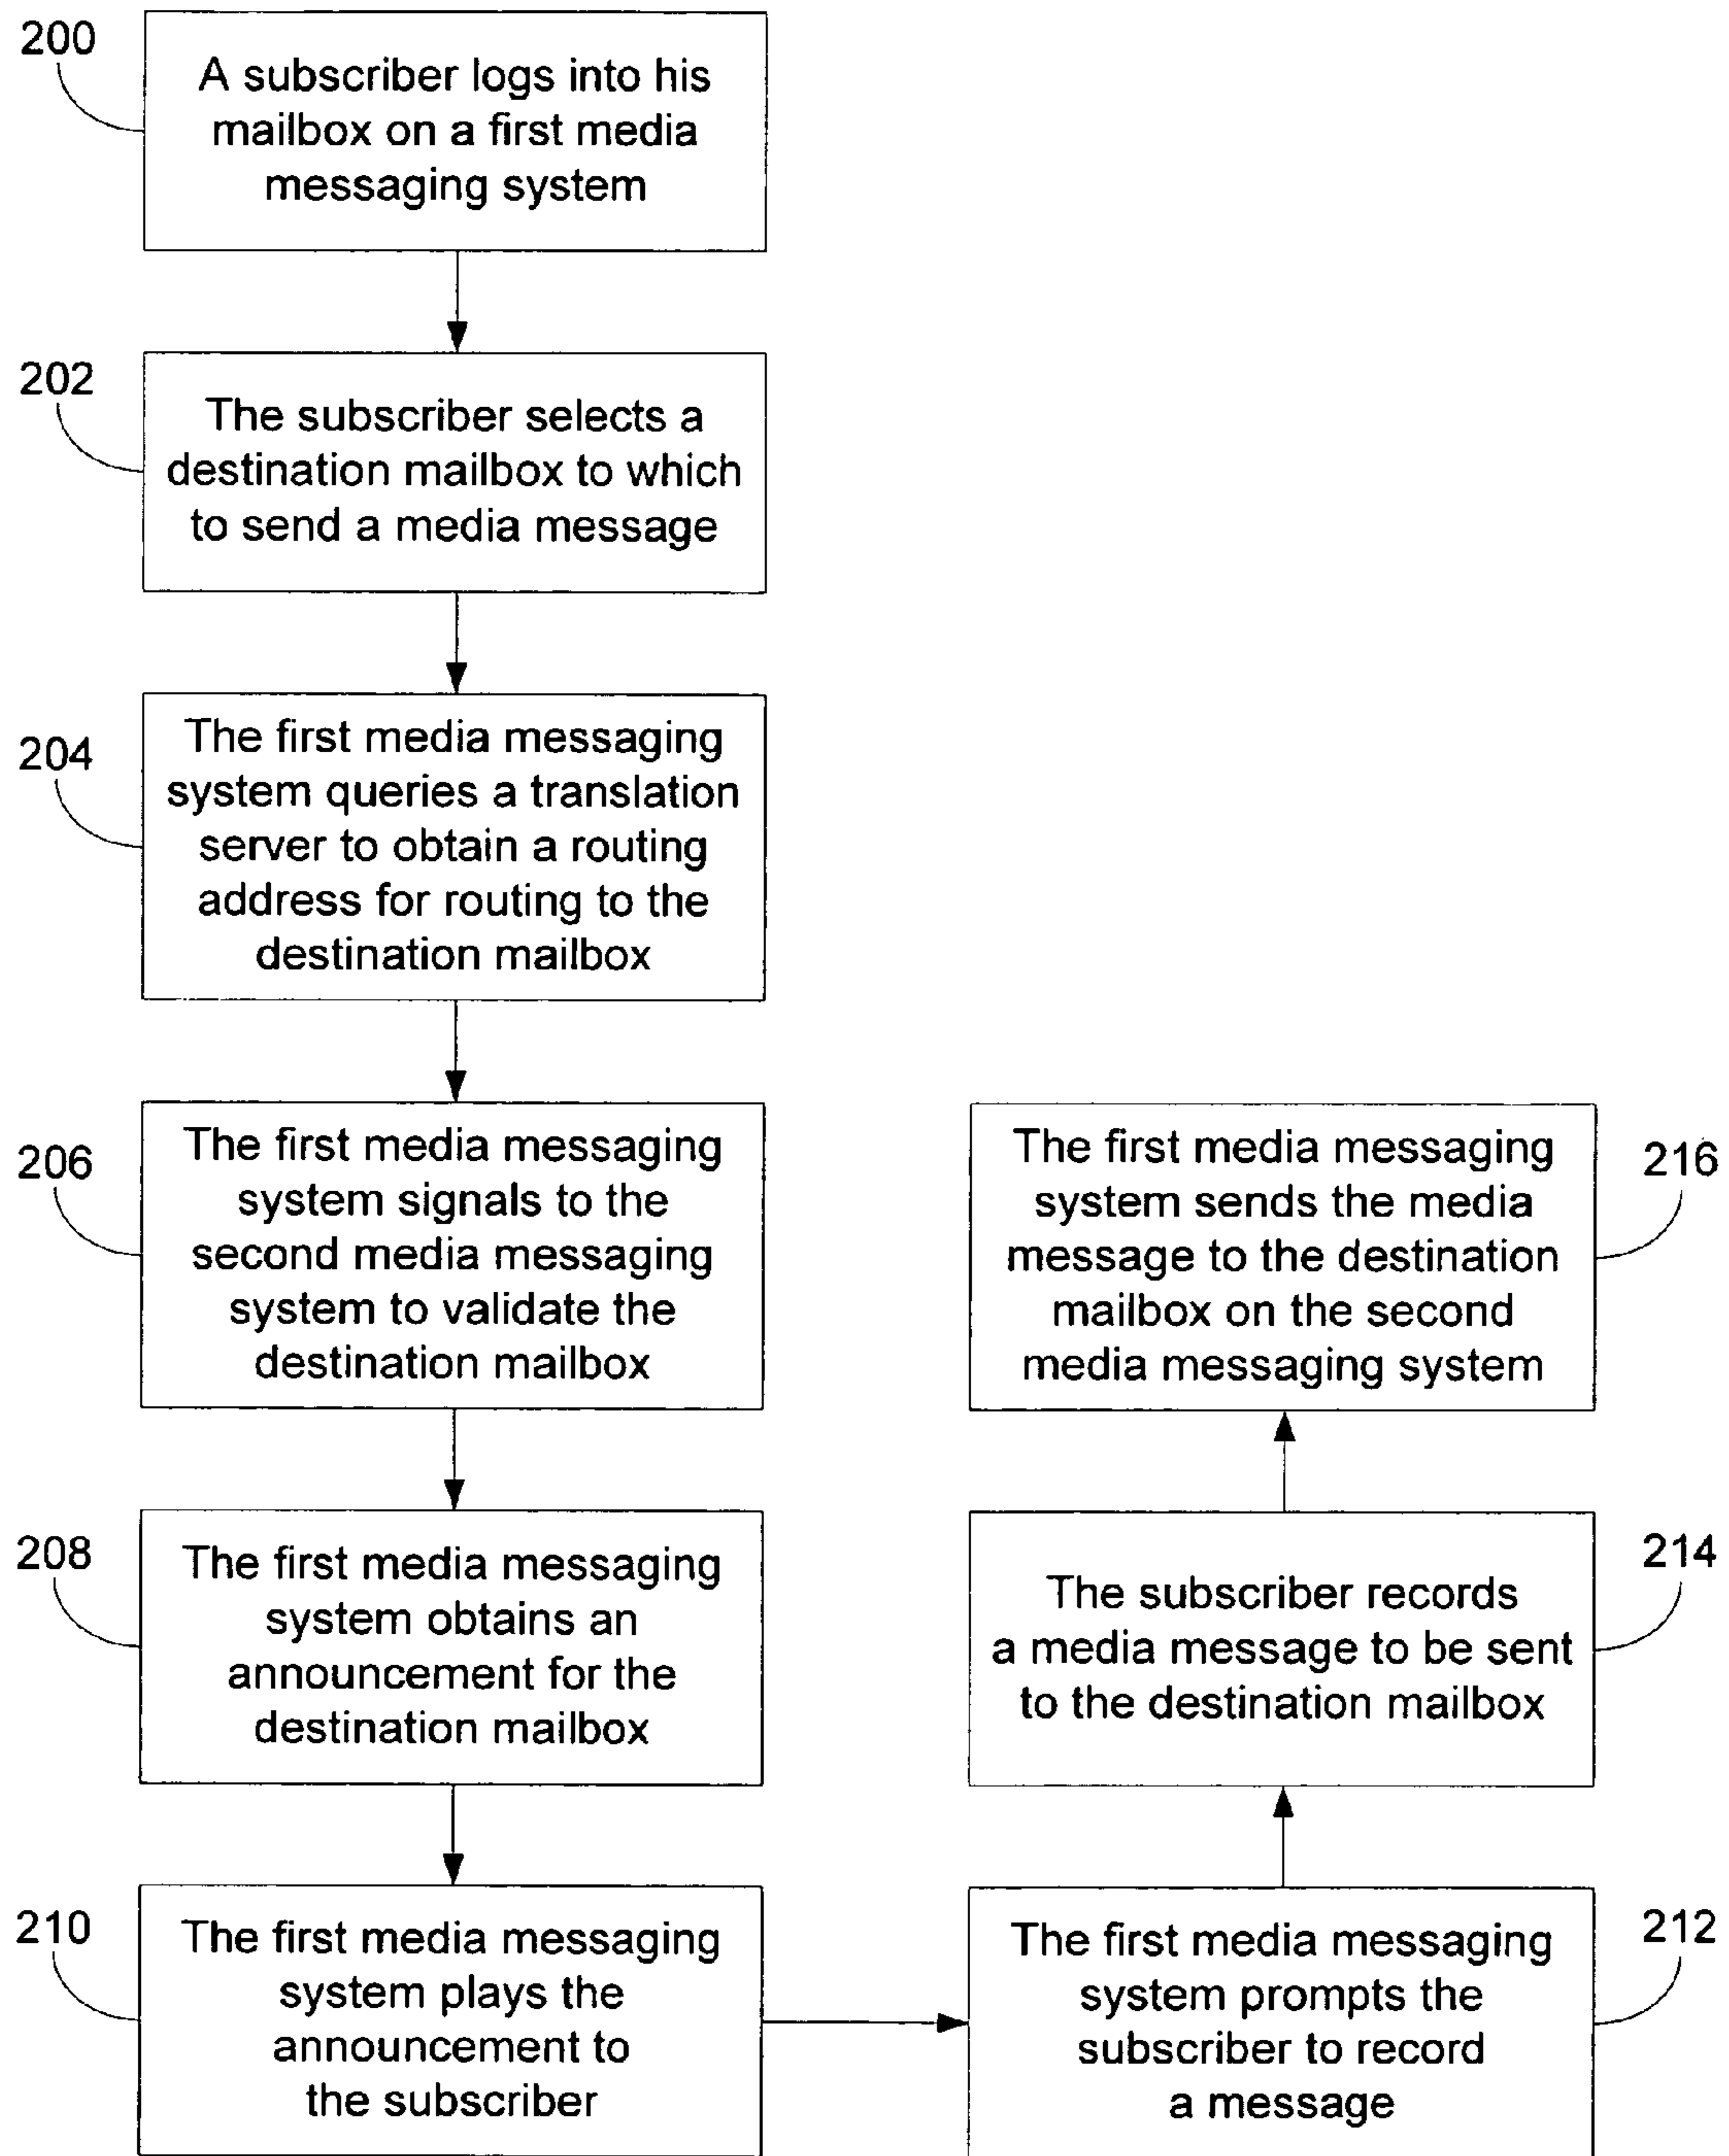 200
A subscriber logs into his
mailbox on a first media
messaging system
202
The subscriber selects a
destination mailbox to which
to send a media message
204
The first media messaging
system queries a translation
server to obtain a routing
address for routing to the
destination mailbox
206
The first media messaging
system signals to the
second media messaging
system to validate the
destination mailbox
208
The first media messaging
system obtains an
announcement for the
destination mailbox
210
The first media messaging
system plays the
announcement to
the subscriber
212
The first media messaging
system prompts the
subscriber to record
a message
214
The subscriber records
a media message to be sent
to the destination mailbox
216
The first media messaging
system sends the media
message to the destination
mailbox on the second
media messaging system